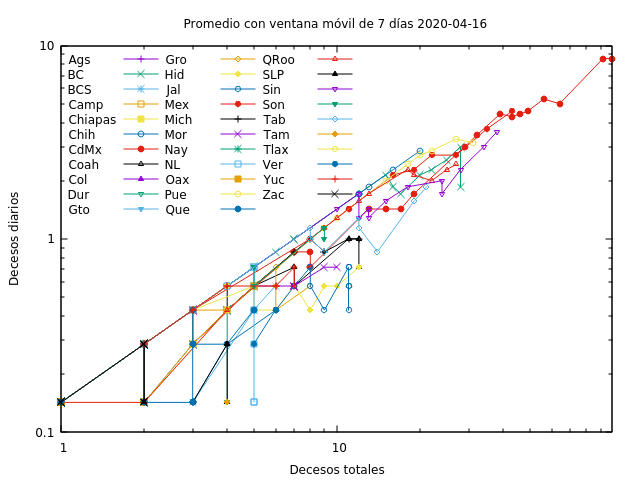 Promedio con ventana móvil de 7 días 2020-04-16
10
Ags Gro QRoo
BC Hid SLP
BCS Jal Sin
Camp Mex Son
Chiapas Mich Tab
Chih Mor Tam
CdMx Nay Tlax
Coah NL Ver
Col Oax Yuc
Dur Pue Zac
Gto Que
Decesos diarios
1
0.1
1 10
Decesos totales